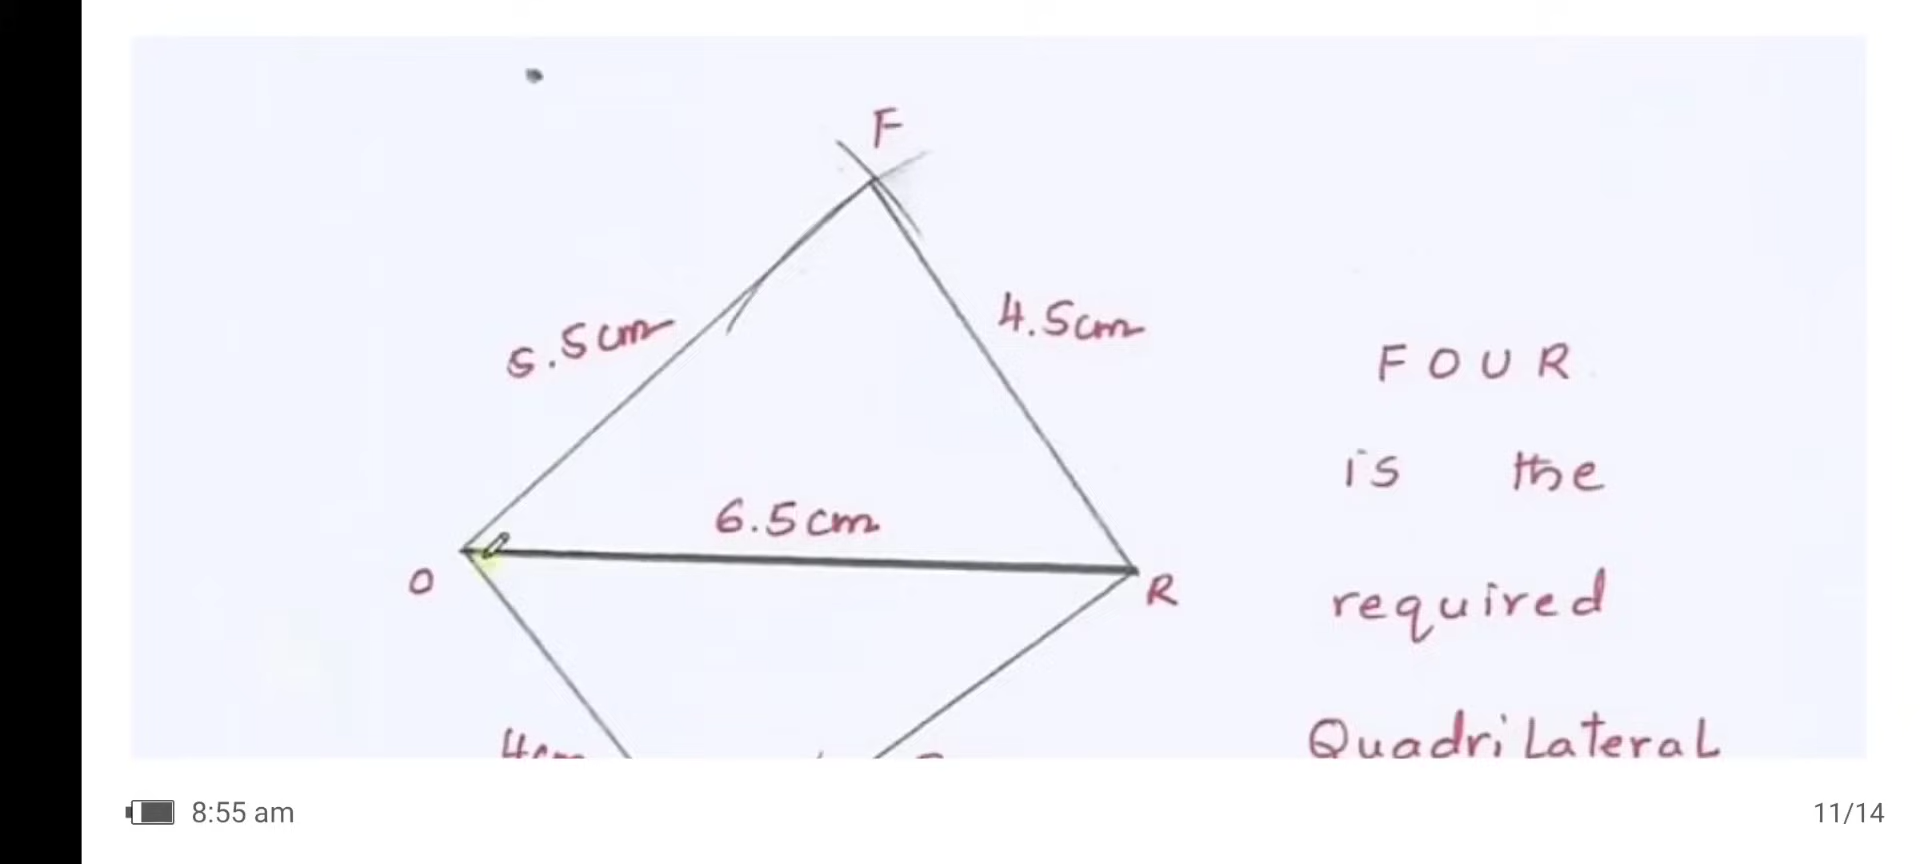 F
5.5cm
4.5cm
FOUR
is the
6.5cm
O
R
required
QuadriLateral
8:55 am
11/14